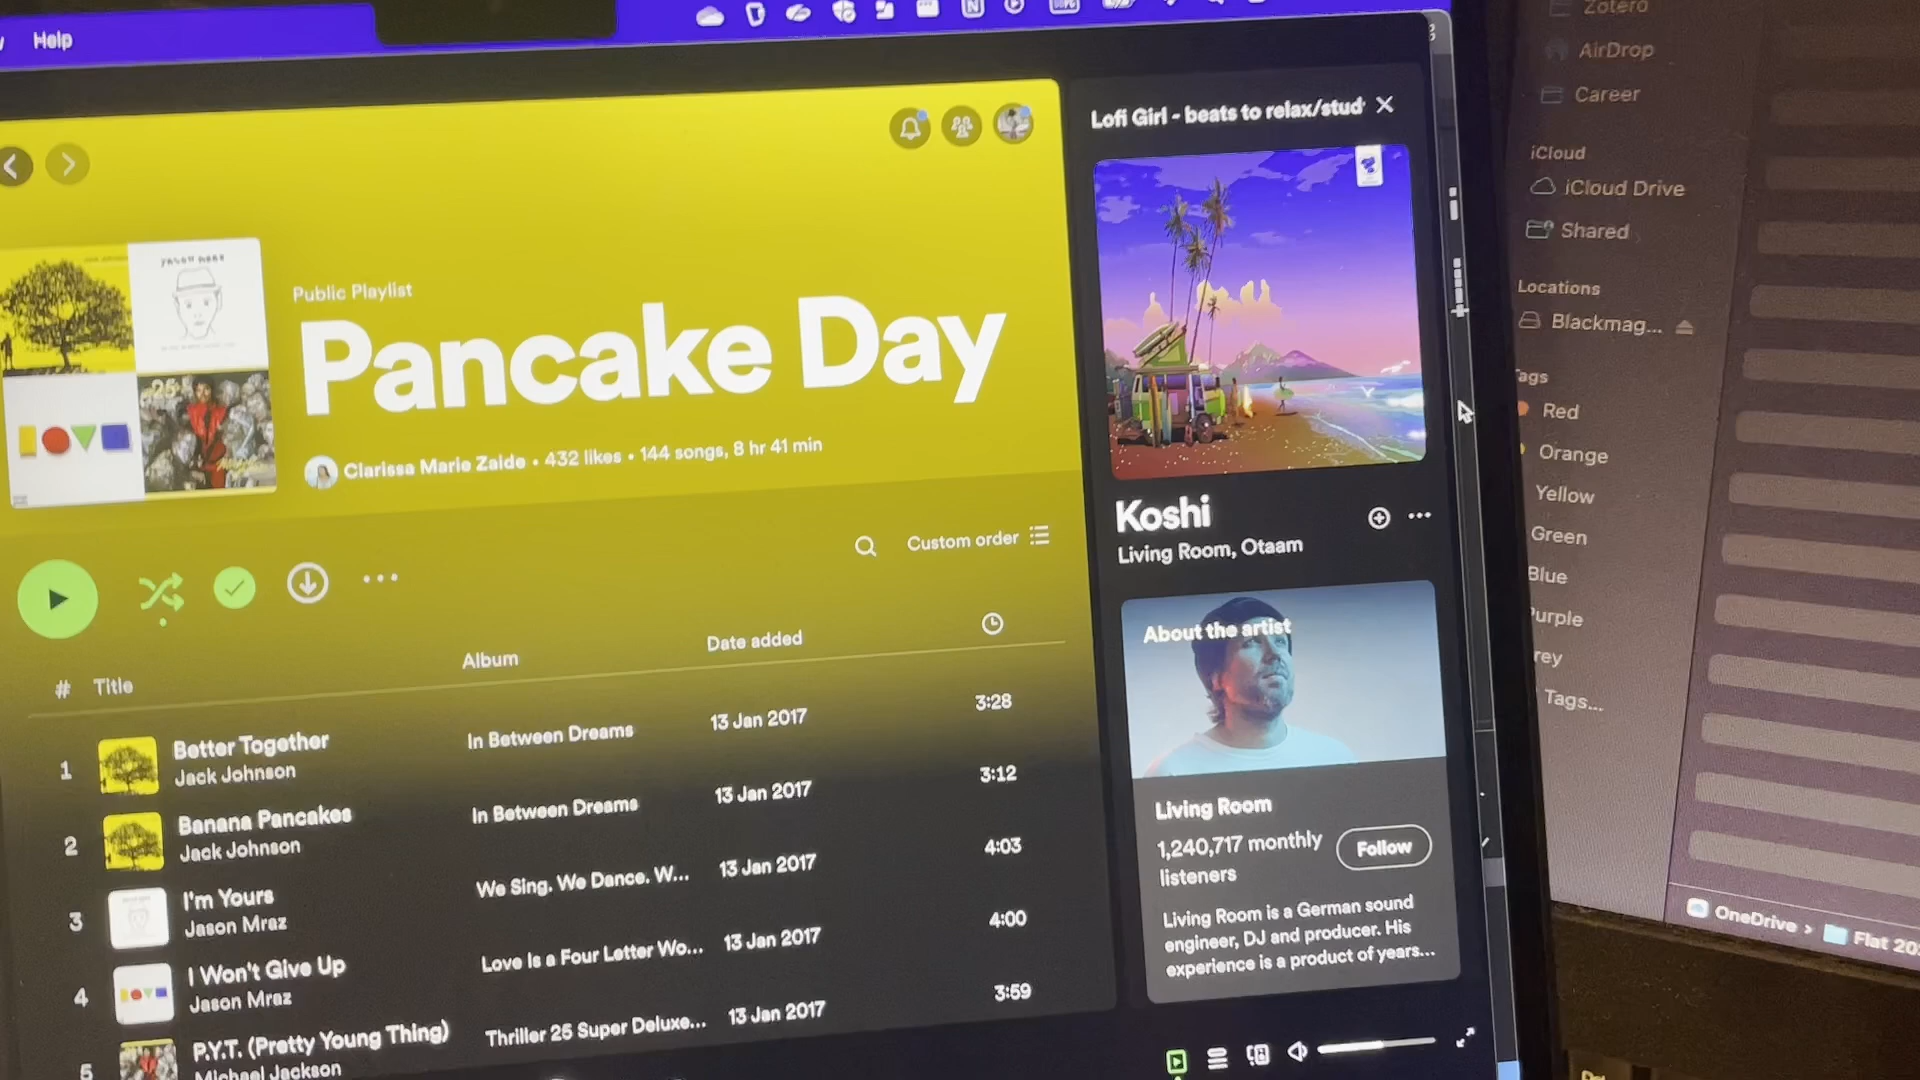 Help
Public Playlist
Pancake Day
Clarissa Marie Zaide • 432 likes • 144 songs, 8 hr 41 min
Custom order
# Title Album Date added
1 Better Together In Between Dreams 13 Jan 2017 3:28
Jack Johnson
2 Banana Pancakes In Between Dreams 13 Jan 2017 3:12
Jack Johnson
3 I'm Yours We Sing. We Dance. W... 13 Jan 2017 4:03
Jason Mraz
4 I Won't Give Up Love Is a Four Letter Wo... 13 Jan 2017 4:00
Jason Mraz
5 P.Y.T. (Pretty Young Thing) Thriller 25 Super Deluxe... 13 Jan 2017 3:59
Michael Jackson
Lofi Girl - beats to relax/stud
Koshi
Living Room, Otaam
About the artist
Living Room
1,240,717 monthly
listeners
Follow
Living Room is a German sound
engineer, DJ and producer. His
experience is a product of years...
Zotero
AirDrop
Career
iCloud
iCloud Drive
Shared
Locations
Blackmag...
Tags
Red
Orange
Yellow
Green
Blue
Purple
rey
Tags...
OneDrive > Flat 20